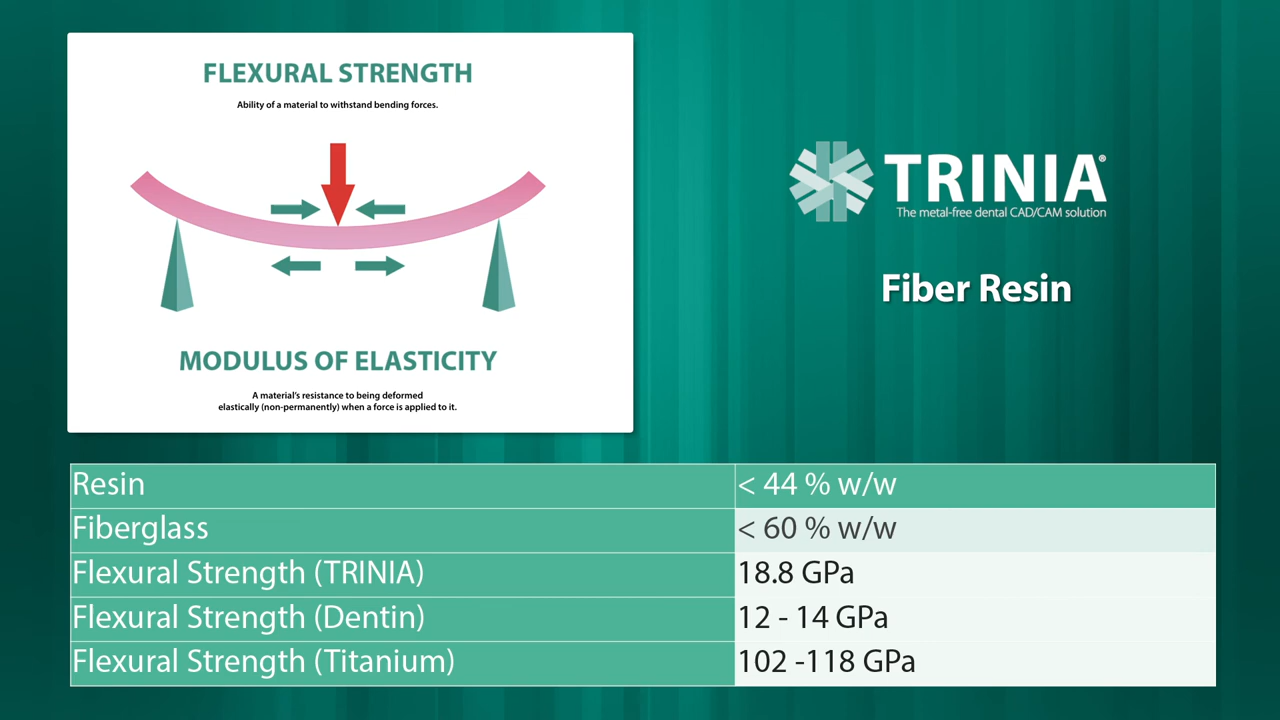 FLEXURAL STRENGTH
Ability of a material to withstand bending forces.
MODULUS OF ELASTICITY
A material's resistance to being deformed
elastically (non-permanently) when a force is applied to it.
TRINIA®
The metal-free dental CAD/CAM solution
Fiber Resin
Resin < 44 % w/w
Fiberglass < 60 % w/w
Flexural Strength (TRINIA) 18.8 GPa
Flexural Strength (Dentin) 12 - 14 GPa
Flexural Strength (Titanium) 102 -118 GPa